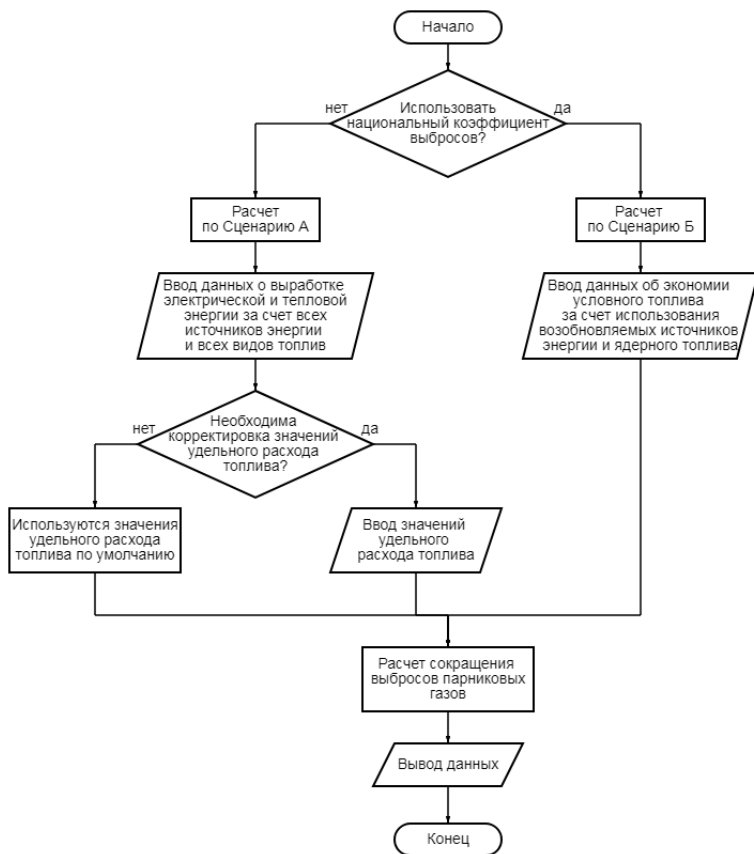 Начало
нет
Использовать
национальный коэффициент
выбросов?
да
Расчет
по Сценарию А
Расчет
по Сценарию Б
Ввод данных о выработке
электрической и тепловой
энергии за счет всех
источников энергии
и всех видов топлив
Ввод данных об экономии
условного топлива
за счет использования
возобновляемых источников
энергии и ядерного топлива
нет
Необходима
корректировка значений
удельного расхода
топлива?
да
Используются значения
удельного расхода
топлива по умолчанию
Ввод значений
удельного
расхода топлива
Расчет сокращения
выбросов парниковых
газов
Вывод данных
Конец